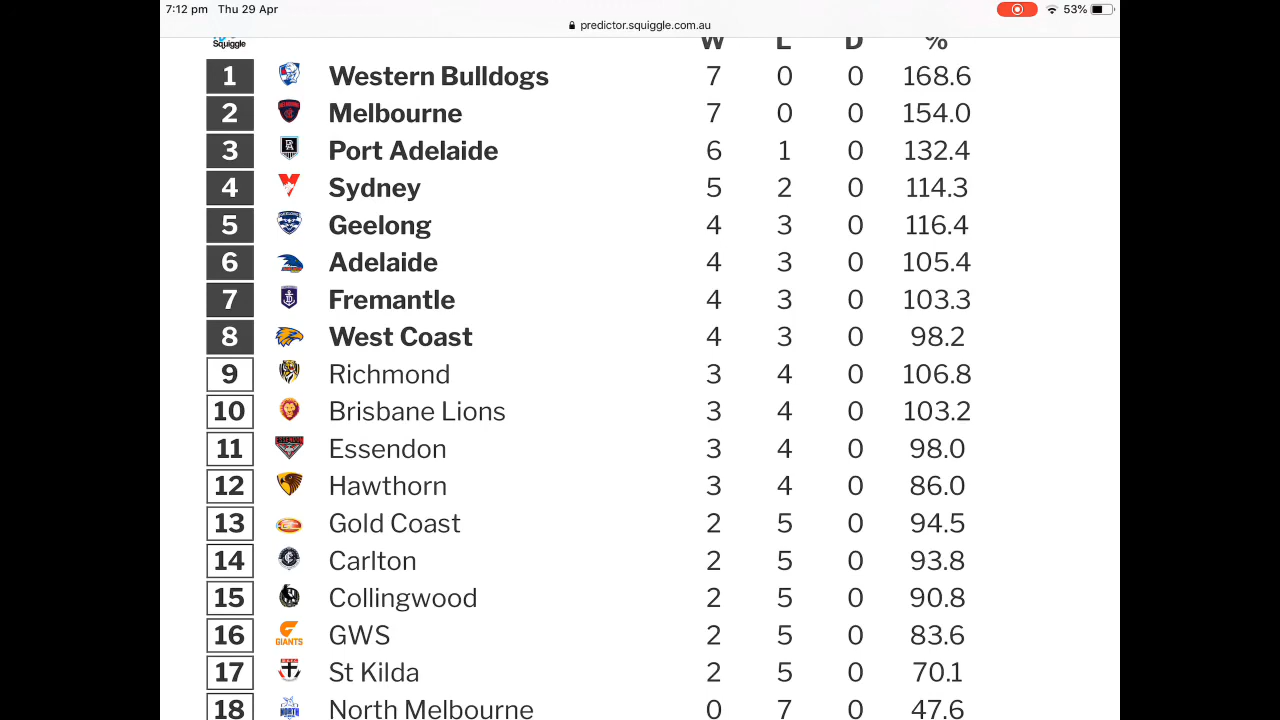 7:12 pm Thu 29 Apr 53%
predictor.squiggle.com.au
Squiggle W L D %
1 Western Bulldogs 7 0 0 168.6
2 Melbourne 7 0 0 154.0
3 Port Adelaide 6 1 0 132.4
4 Sydney 5 2 0 114.3
5 Geelong 4 3 0 116.4
6 Adelaide 4 3 0 105.4
7 Fremantle 4 3 0 103.3
8 West Coast 4 3 0 98.2
9 Richmond 3 4 0 106.8
10 Brisbane Lions 3 4 0 103.2
11 Essendon 3 4 0 98.0
12 Hawthorn 3 4 0 86.0
13 Gold Coast 2 5 0 94.5
14 Carlton 2 5 0 93.8
15 Collingwood 2 5 0 90.8
16 GIANTS GWS 2 5 0 83.6
17 St Kilda 2 5 0 70.1
18 NORTH North Melbourne 0 7 0 47.6